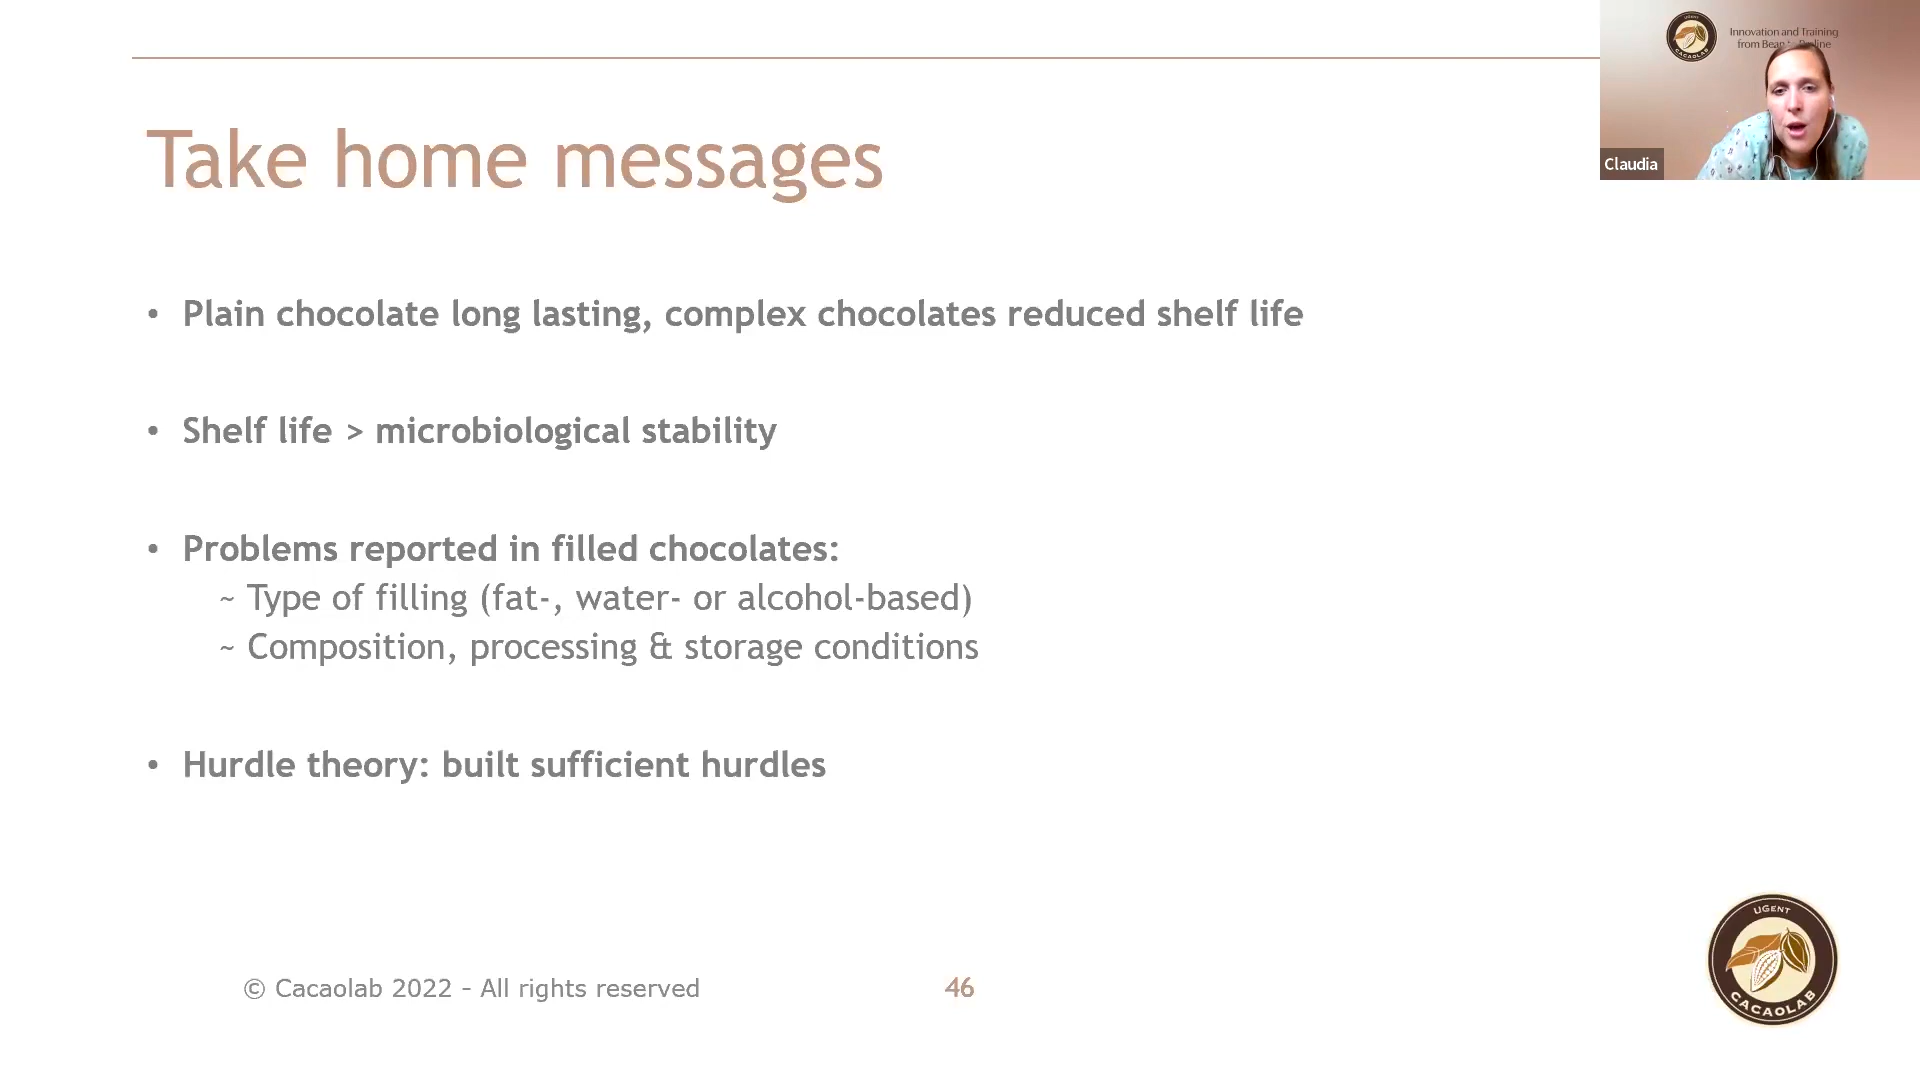 Innovation and Training
from Bean
Claudia
Take home messages
• Plain chocolate long lasting, complex chocolates reduced shelf life
• Shelf life > microbiological stability
• Problems reported in filled chocolates:
~ Type of filling (fat-, water- or alcohol-based)
~ Composition, processing & storage conditions
• Hurdle theory: built sufficient hurdles
© Cacaolab 2022 - All rights reserved
46
UGENT
CACAOLAB